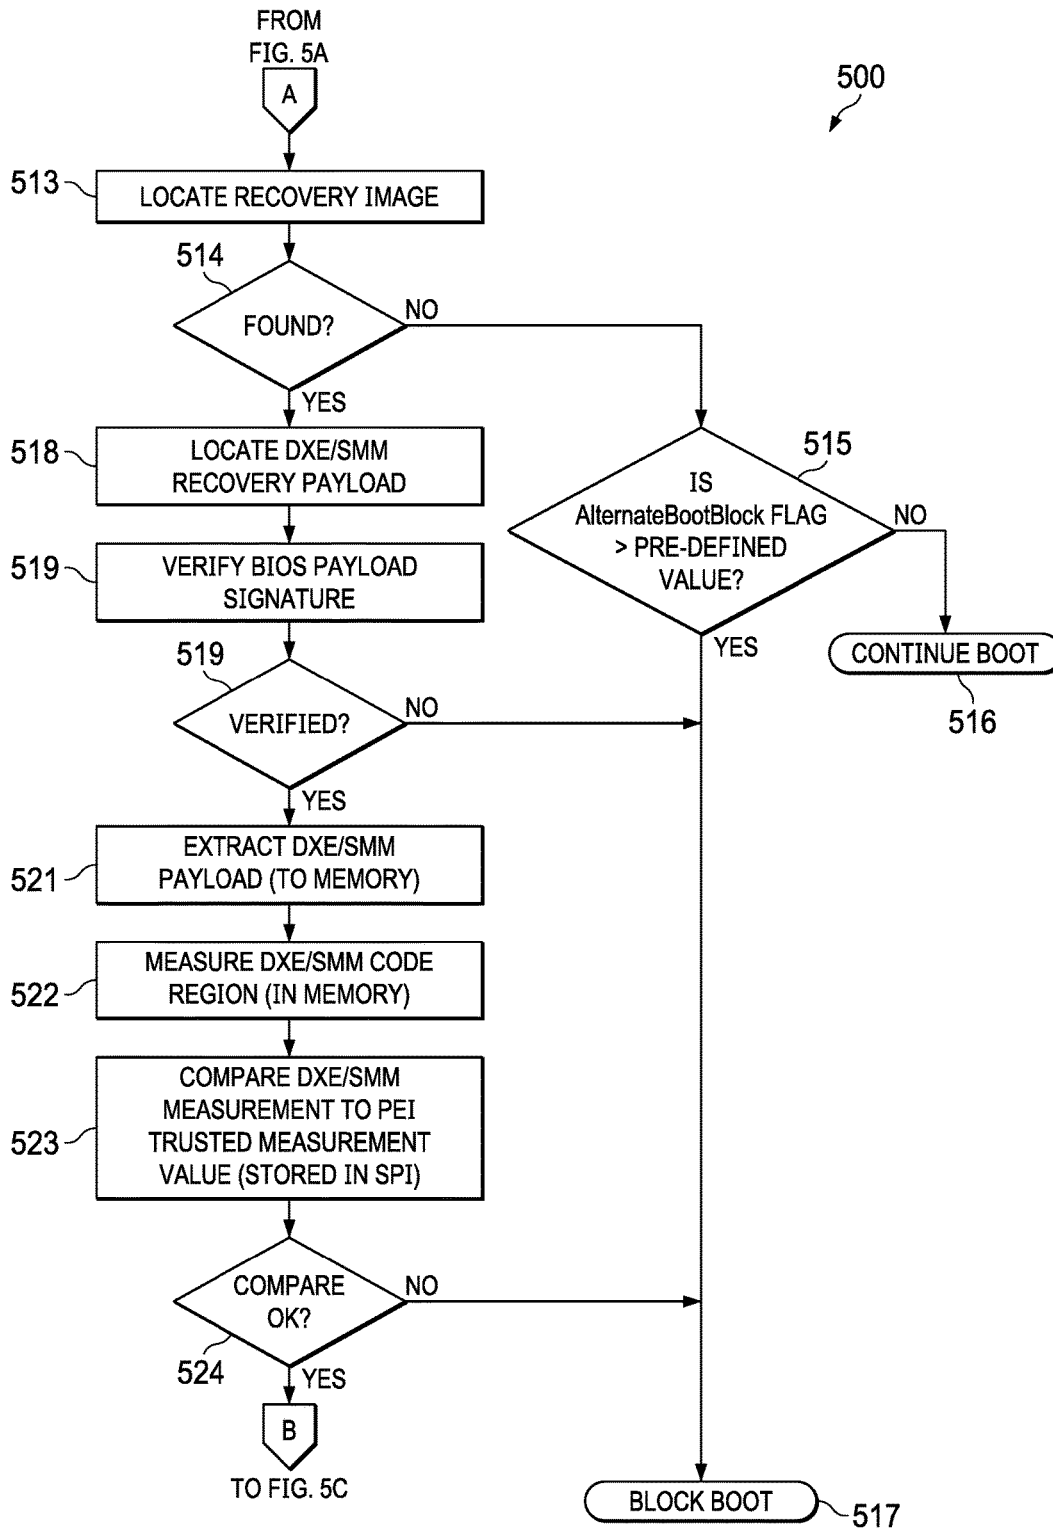 FROM
FIG. 5A
A
500
513
LOCATE RECOVERY IMAGE
514
FOUND?
NO
YES
518
LOCATE DXE/SMM
RECOVERY PAYLOAD
515
IS
AlternateBootBlock FLAG
> PRE-DEFINED
VALUE?
NO
YES
CONTINUE BOOT
516
519
VERIFY BIOS PAYLOAD
SIGNATURE
519
VERIFIED?
NO
YES
521
EXTRACT DXE/SMM
PAYLOAD (TO MEMORY)
522
MEASURE DXE/SMM CODE
REGION (IN MEMORY)
523
COMPARE DXE/SMM
MEASUREMENT TO PEI
TRUSTED MEASUREMENT
VALUE (STORED IN SPI)
COMPARE
OK?
NO
524
YES
B
TO FIG. 5C
BLOCK BOOT
517